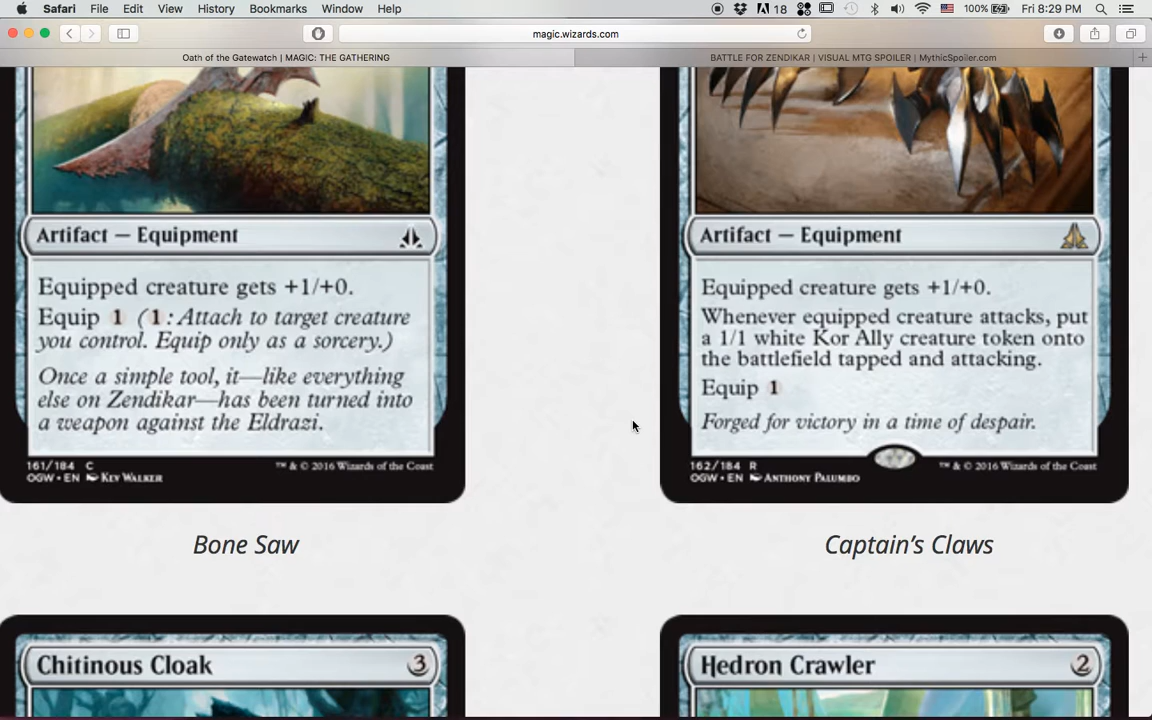 Safari File Edit View History Bookmarks Window Help
18 100% Fri 8:29 PM
magic.wizards.com
Oath of the Gatewatch | MAGIC: THE GATHERING
BATTLE FOR ZENDIKAR | VISUAL MTG SPOILER | MythicSpoiler.com
Artifact — Equipment
Equipped creature gets +1/+0.
Equip 1 (1: Attach to target creature
you control. Equip only as a sorcery.)
Once a simple tool, it—like everything
else on Zendikar—has been turned into
a weapon against the Eldrazi.
161/184 C
OGW • EN Kev Walker
™ & © 2016 Wizards of the Coast
Bone Saw
Artifact — Equipment
Equipped creature gets +1/+0.
Whenever equipped creature attacks, put
a 1/1 white Kor Ally creature token onto
the battlefield tapped and attacking.
Equip 1
Forged for victory in a time of despair.
162/184 R
OGW • EN Anthony Palumbo
™ & © 2016 Wizards of the Coast
Captain’s Claws
Chitinous Cloak 3
Hedron Crawler 2